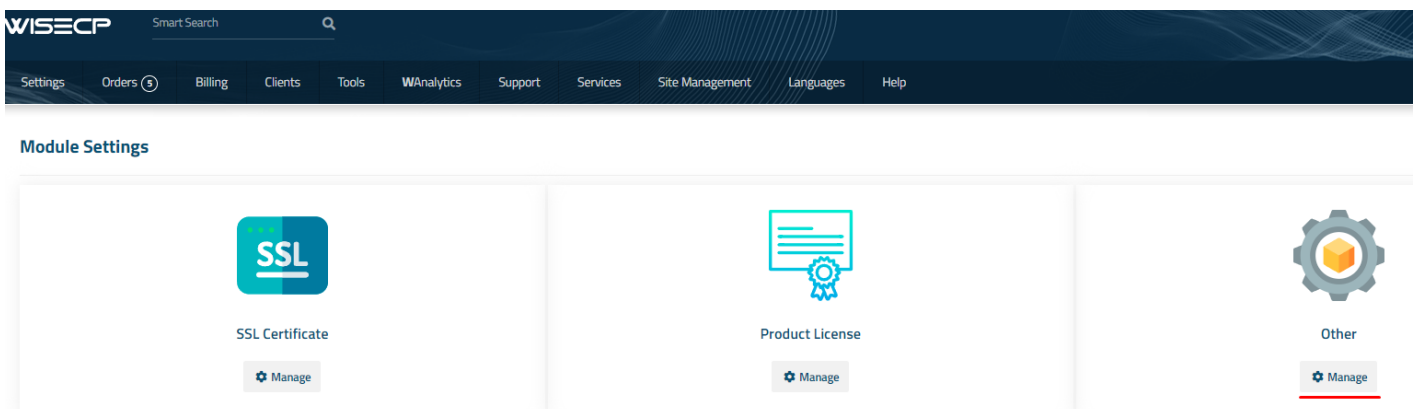 WISECP Smart Search
Settings Orders 5 Billing Clients Tools WAnalytics Support Services Site Management Languages Help
Module Settings
SSL
SSL Certificate Product License Other
Manage Manage Manage